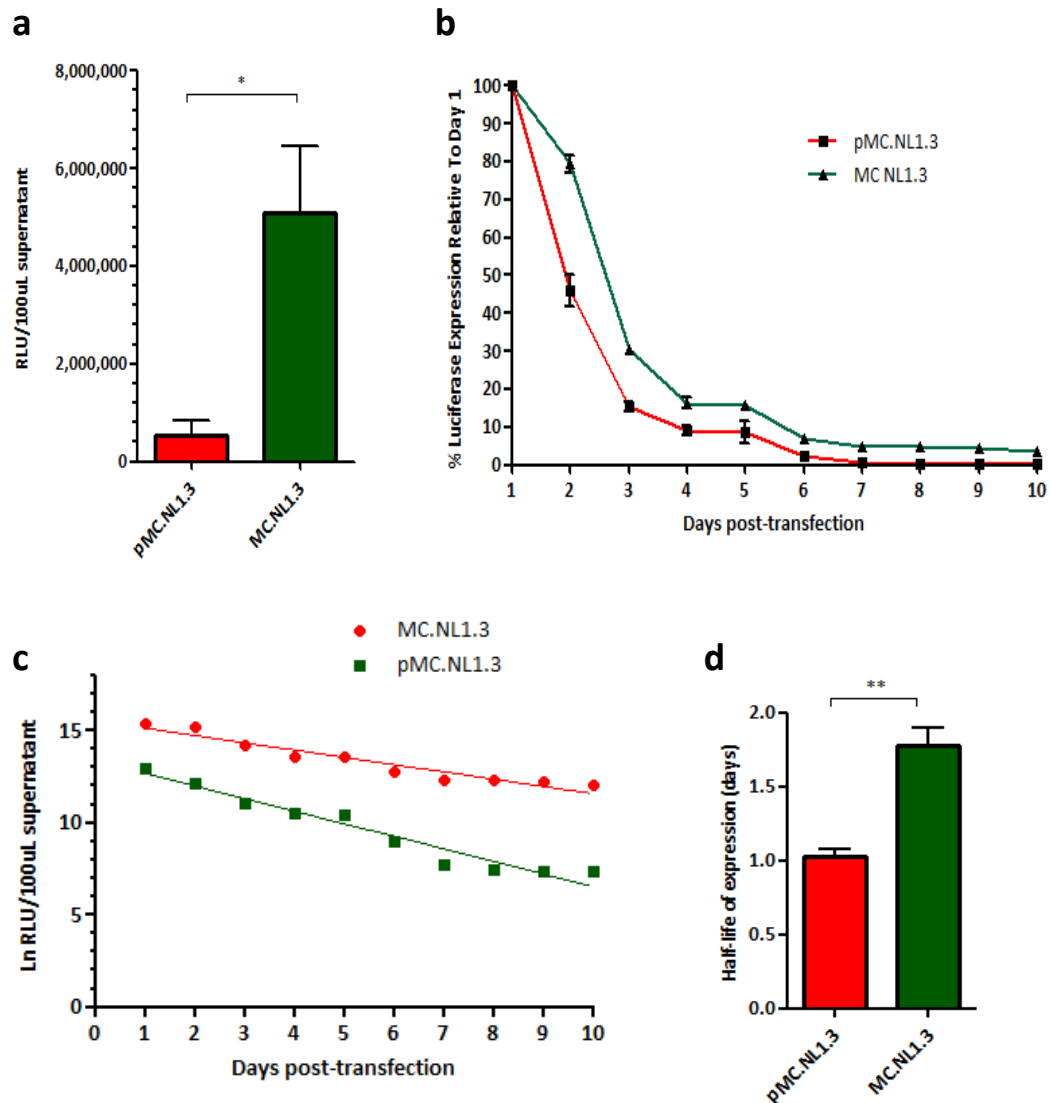 a
8,000,000
6,000,000
4,000,000
2,000,000
0
RLU/100uL supernatant
*
pMC.NL1.3
MC.NL1.3
b
100
90
80
70
60
50
40
30
20
10
0
% Luciferase Expression Relative To Day 1
pMC.NL1.3
MC NL1.3
1 2 3 4 5 6 7 8 9 10
Days post-transfection
c
MC.NL1.3
pMC.NL1.3
15
10
5
0
Ln RLU/100uL supernatant
0 1 2 3 4 5 6 7 8 9 10
Days post-transfection
d
**
2.0
1.5
1.0
0.5
0.0
Half-life of expression (days)
pMC.NL1.3
MC.NL1.3